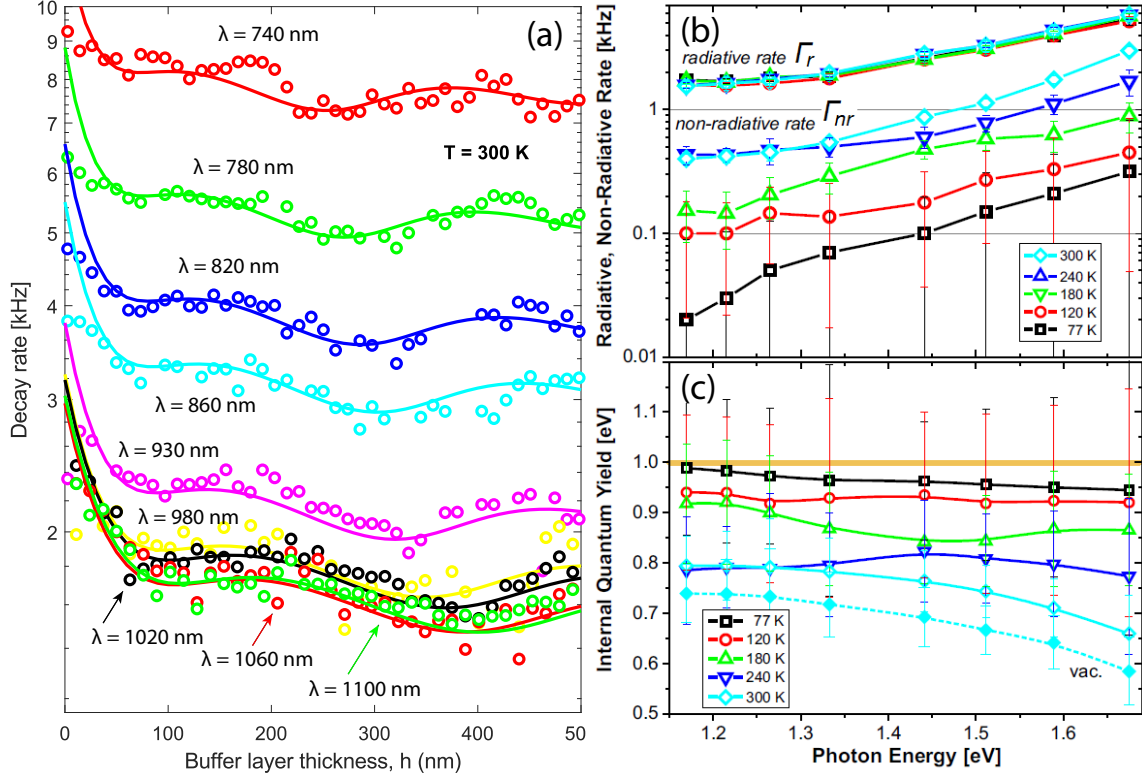 (a)
λ = 740 nm
T = 300 K
λ = 780 nm
λ = 820 nm
λ = 860 nm
λ = 930 nm
λ = 980 nm
λ = 1020 nm
λ = 1060 nm
λ = 1100 nm
10
9
8
7
6
5
4
3
2
Decay rate [kHz]
0 100 200 300 400 50
Buffer layer thickness, h (nm)
(b)
radiative rate Γr
non-radiative rate Γnr
300 K
240 K
180 K
120 K
77 K
1
0.1
0.01
Radiative, Non-Radiative Rate [kHz]
(c)
vac.
77 K
120 K
180 K
240 K
300 K
1.1
1.0
0.9
0.8
0.7
0.6
0.5
Internal Quantum Yield [eV]
1.2 1.3 1.4 1.5 1.6
Photon Energy [eV]